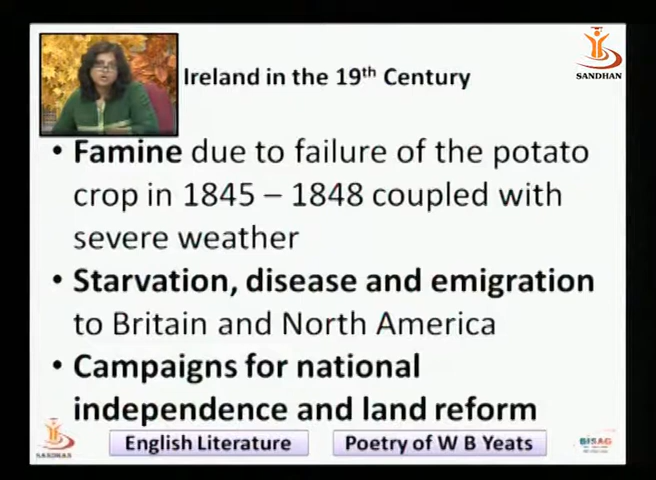 Ireland in the 19th Century
SANDHAN
• Famine due to failure of the potato
crop in 1845 – 1848 coupled with
severe weather
• Starvation, disease and emigration
to Britain and North America
• Campaigns for national
independence and land reform
SANDHAN
English Literature
Poetry of W B Yeats
BISAG